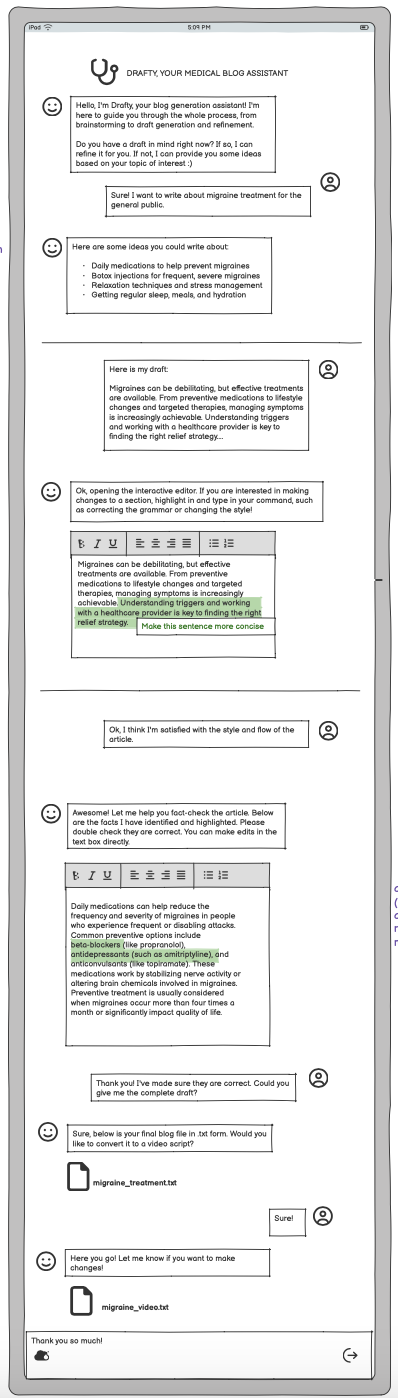 iPad
5:09 PM
DRAFTY, YOUR MEDICAL BLOG ASSISTANT
Hello, I'm Drafty, your blog generation assistant! I'm
here to guide you through the whole process, from
brainstorming to draft generation and refinement.
Do you have a draft in mind right now? If so, I can
refine it for you. If not, I can provide you some ideas
based on your topic of interest :)
Sure! I want to write about migraine treatment for the
general public.
Here are some ideas you could write about:
· Daily medications to help prevent migraines
· Botox injections for frequent, severe migraines
· Relaxation techniques and stress management
· Getting regular sleep, meals, and hydration
Here is my draft:
Migraines can be debilitating, but effective treatments
are available. From preventive medications to lifestyle
changes and targeted therapies, managing symptoms
is increasingly achievable. Understanding triggers
and working with a healthcare provider is key to
finding the right relief strategy....
Ok, opening the interactive editor. If you are interested in making
changes to a section, highlight in and type in your command, such
as correcting the grammar or changing the style!
B I U
Migraines can be debilitating, but effective
treatments are available. From preventive
medications to lifestyle changes and targeted
therapies, managing symptoms is increasingly
achievable. Understanding triggers and working
with a healthcare provider is key to finding the right
relief strategy.
Make this sentence more concise
Ok, I think I'm satisfied with the style and flow of the
article.
Awesome! Let me help you fact-check the article. Below
are the facts I have identified and highlighted. Please
double check they are correct. You can make edits in the
text box directly.
B I U
Daily medications can help reduce the
frequency and severity of migraines in people
who experience frequent or disabling attacks.
Common preventive options include
beta-blockers (like propranolol),
antidepressants (such as amitriptyline), and
anticonvulsants (like topiramate). These
medications work by stabilizing nerve activity or
altering brain chemicals involved in migraines.
Preventive treatment is usually considered
when migraines occur more than four times a
month or significantly impact quality of life.
Thank you! I've made sure they are correct. Could you
give me the complete draft?
Sure, below is your final blog file in .txt form. Would you
like to convert it to a video script?
migraine_treatment.txt
Sure!
Here you go! Let me know if you want to make
changes!
migraine_video.txt
Thank you so much!